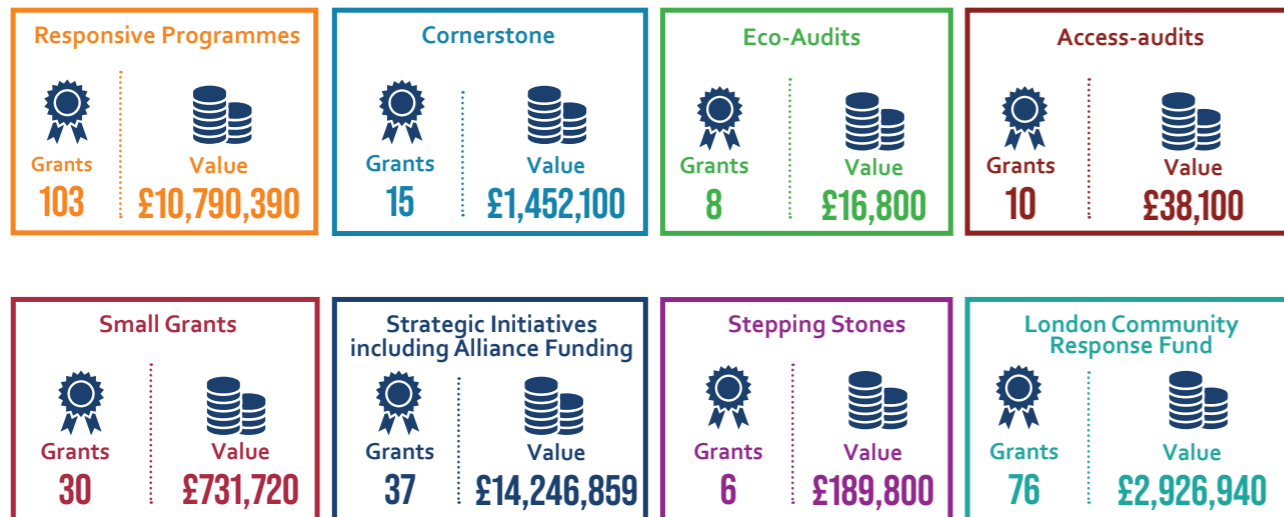 Responsive Programmes
Grants
103
Value
£10,790,390
Cornerstone
Grants
15
Value
£1,452,100
Eco-Audits
Grants
8
Value
£16,800
Access-audits
Grants
10
Value
£38,100
Small Grants
Grants
30
Value
£731,720
Strategic Initiatives
including Alliance Funding
Grants
37
Value
£14,246,859
Stepping Stones
Grants
6
Value
£189,800
London Community
Response Fund
Grants
76
Value
£2,926,940